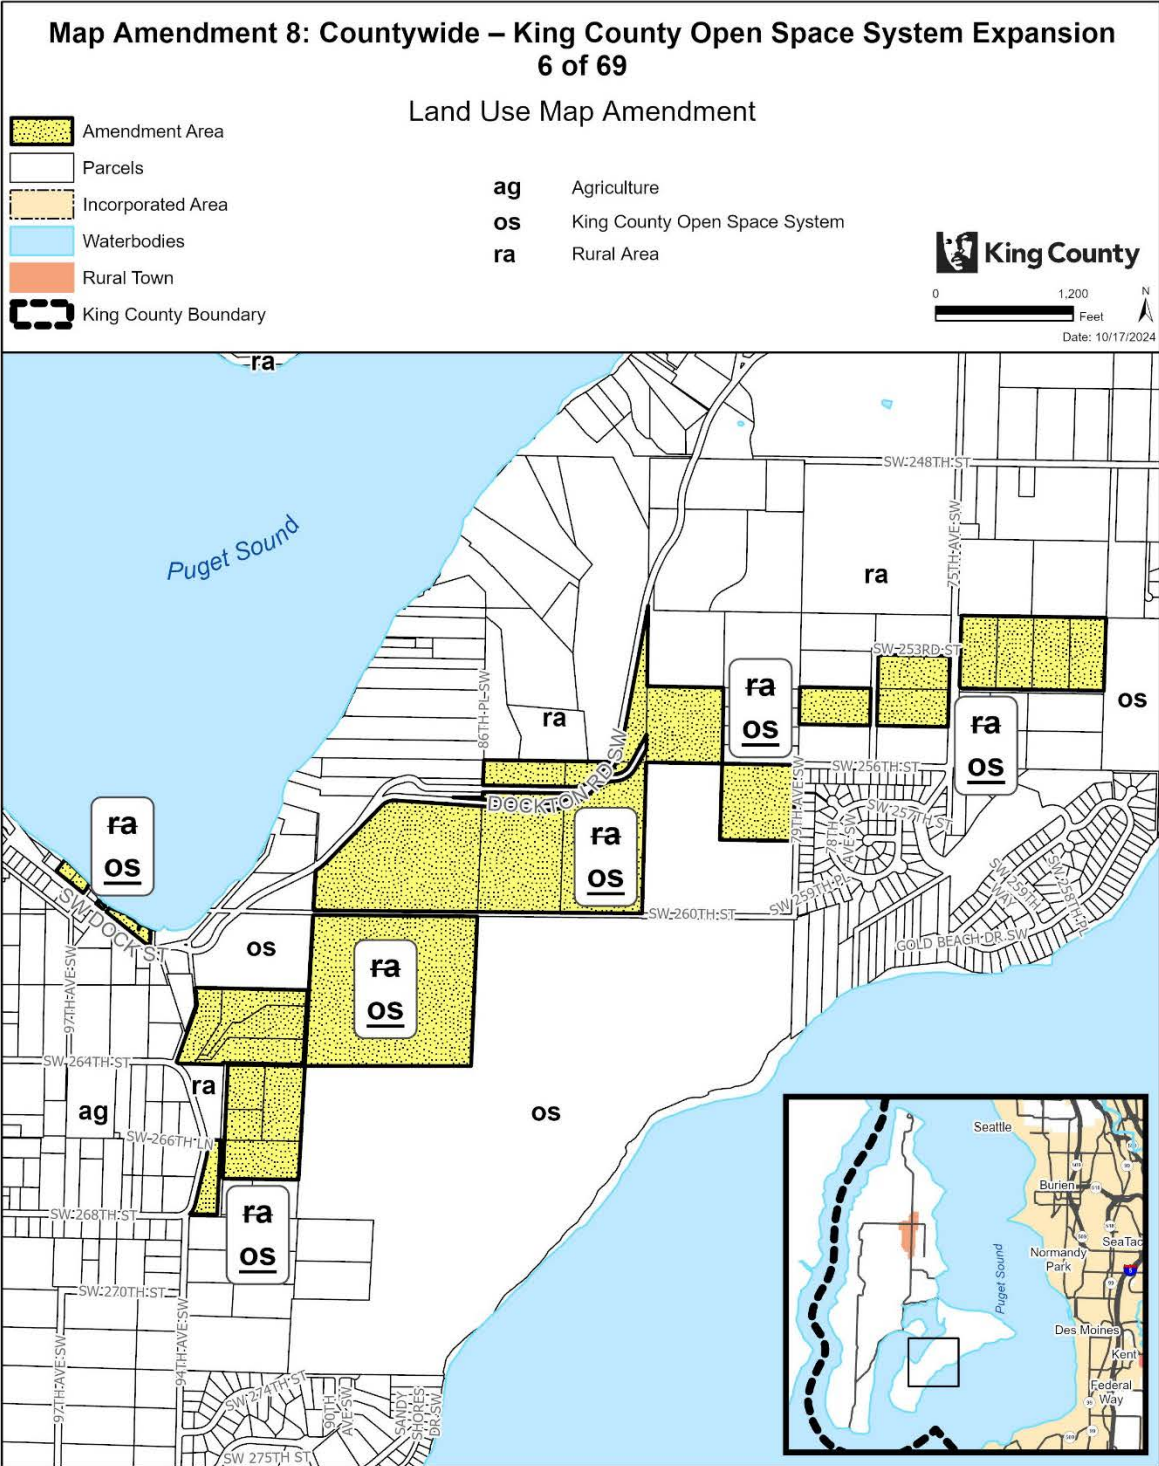 Map Amendment 8: Countywide – King County Open Space System Expansion
6 of 69
Land Use Map Amendment
Amendment Area
Parcels
Incorporated Area
Waterbodies
Rural Town
King County Boundary
ag Agriculture
os King County Open Space System
ra Rural Area
King County
0 1,200
Feet
N
Date: 10/17/2024
ra
SW 248TH ST
Puget Sound
75TH AVE SW
ra
SW 253RD ST
86TH PL SW
ra
ra
os
ra
os
os
DOCKTON RD SW
SW 256TH ST
79TH AVE SW
SW 257TH ST
78TH
AVE SW
ra
os
ra
os
SW 259TH PL
SW 259TH
WAY
SW 258TH PL
SW DOCK ST
SW 260TH ST
GOLD BEACH DR SW
os
ra
os
97TH AVE SW
SW 264TH ST
ra
ag
os
SW 266TH LN
SW 268TH ST
ra
os
SW 270TH ST
94TH AVE SW
97TH AVE SW
SW 274TH ST
90TH
AVE SW
SANDY
SHORES
DR SW
SW 275TH ST
Seattle
Burien
SeaTac
Normandy
Park
Puget Sound
Des Moines
Kent
Federal
Way